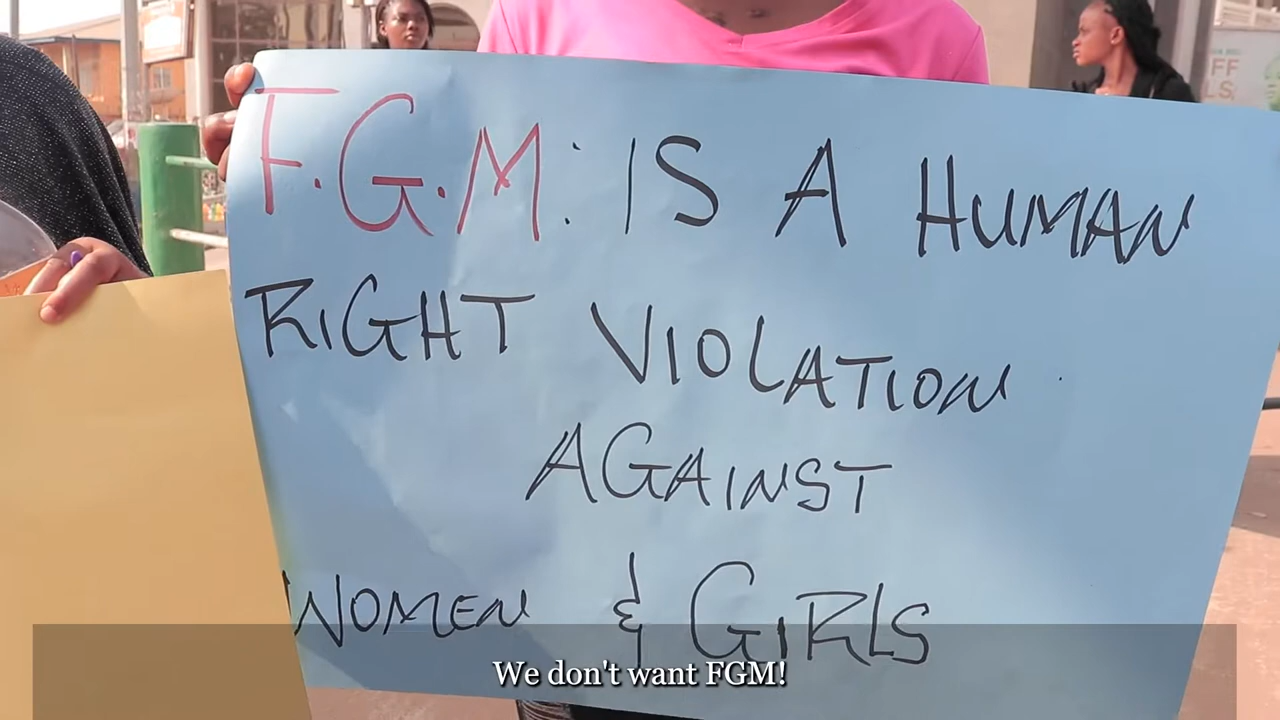 F.G.M: IS A HUMAN
RIGHT VIOLATION
AGAINST
WOMEN & GIRLS
We don't want FGM!